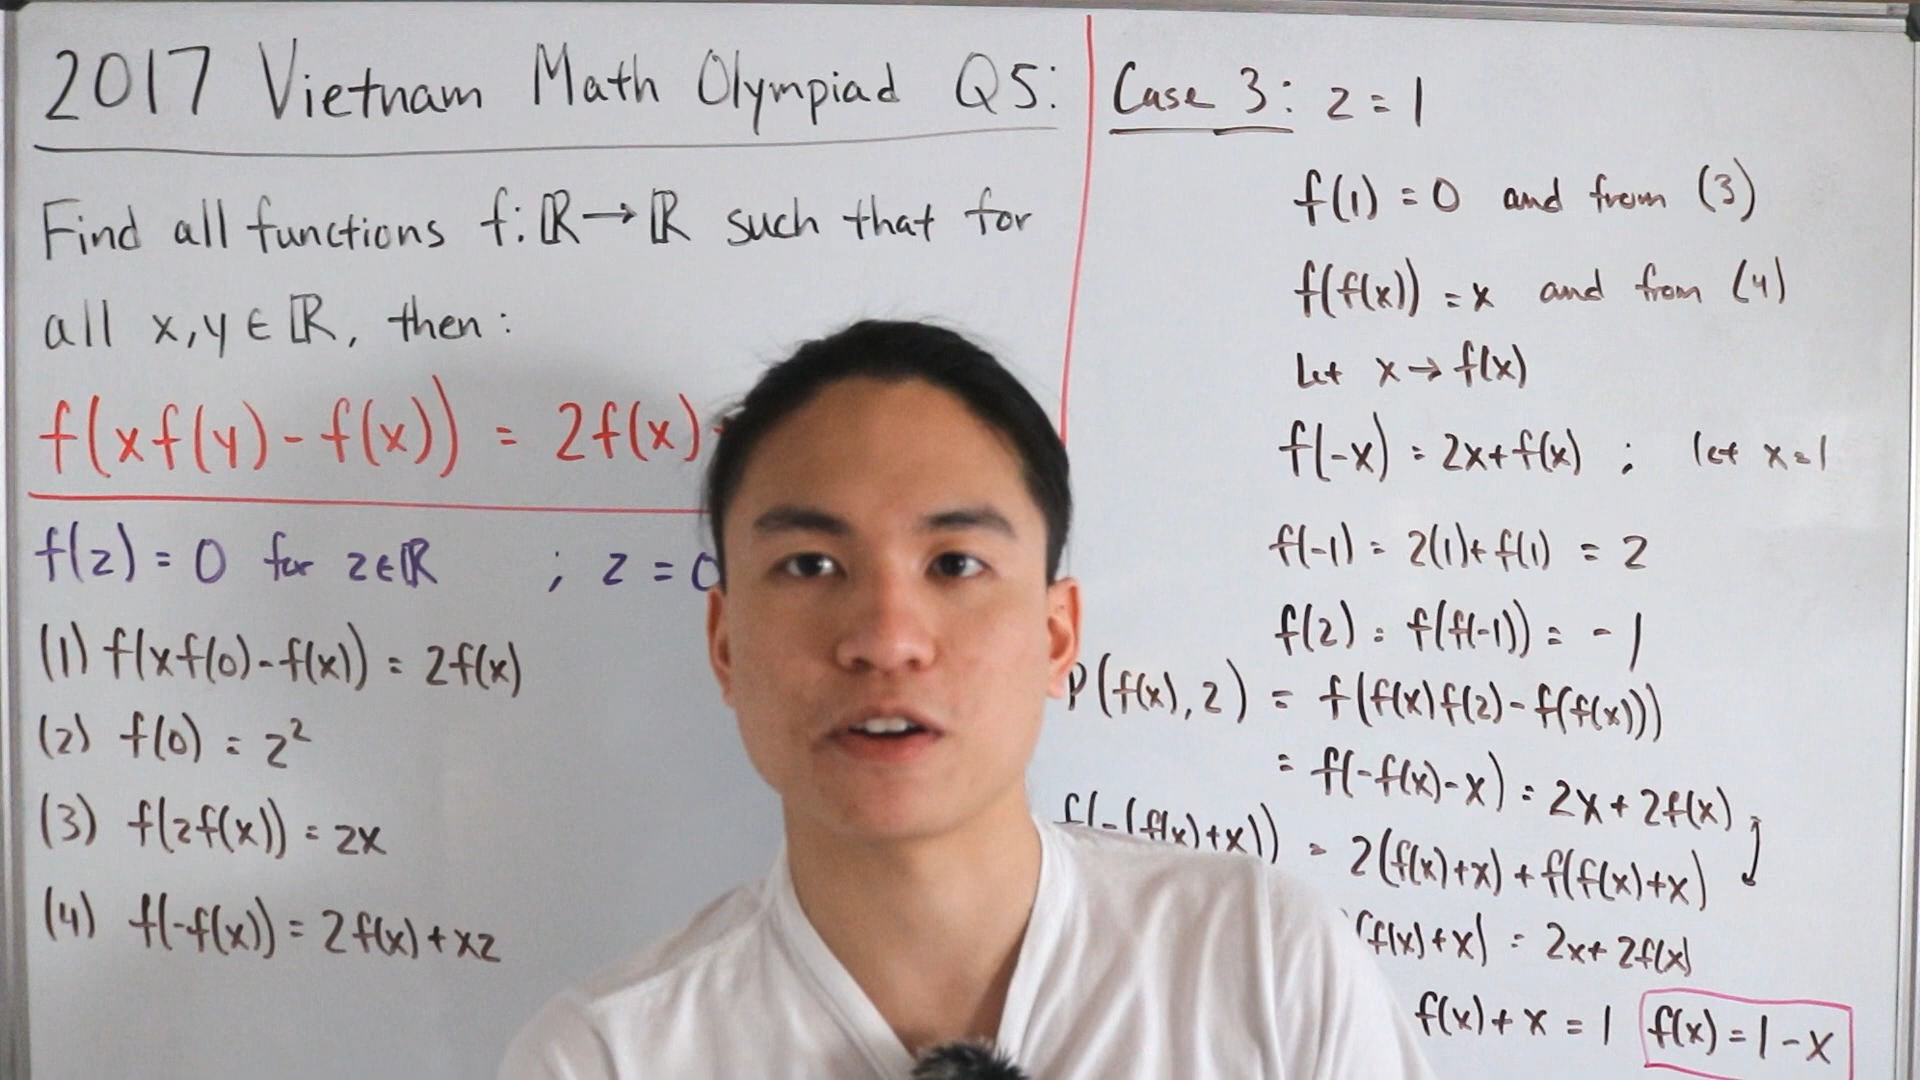 2017 Vietnam Math Olympiad Q5:
Find all functions f: ℝ→ℝ such that for
all x,y ∈ ℝ, then:
f(xf(y)-f(x)) = 2f(x)
f(z) = 0 for z∈ℝ ; z = 0
(1) f(xf(0)-f(x)) = 2f(x)
(2) f(0) = z²
(3) f(zf(x)) = zx
(4) f(-f(x)) = 2f(x)+xz
Case 3: z = 1
f(1) = 0 and from (3)
f(f(x)) = x and from (4)
Let x → f(x)
f(-x) = 2x+f(x) ; let x=1
f(-1) = 2(1)+f(1) = 2
f(2) = f(f(-1)) = -1
P(f(x),2) = f(f(x)f(2)-f(f(x)))
= f(-f(x)-x) = 2x+2f(x)
f(-(f(x)+x)) = 2(f(x)+x)+f(f(x)+x)
(f(x)+x) = 2x+2f(x)
f(x)+x = 1 f(x)=1-x